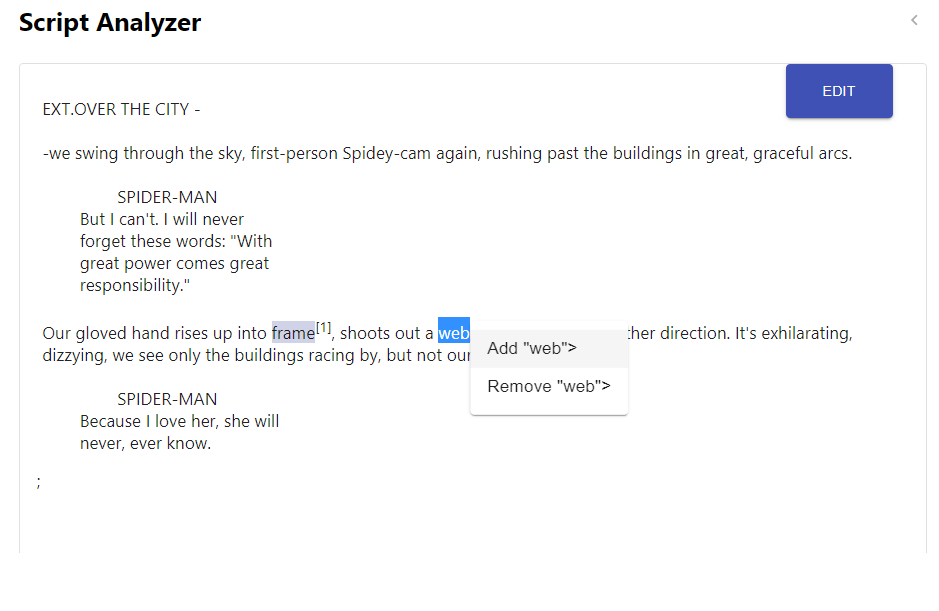 Script Analyzer
EDIT
EXT.OVER THE CITY -
-we swing through the sky, first-person Spidey-cam again, rushing past the buildings in great, graceful arcs.
SPIDER-MAN
But I can't. I will never
forget these words: "With
great power comes great
responsibility."
Our gloved hand rises up into frame[1], shoots out a web ther direction. It's exhilarating,
dizzying, we see only the buildings racing by, but not our
Add "web">
Remove "web">
SPIDER-MAN
Because I love her, she will
never, ever know.
;